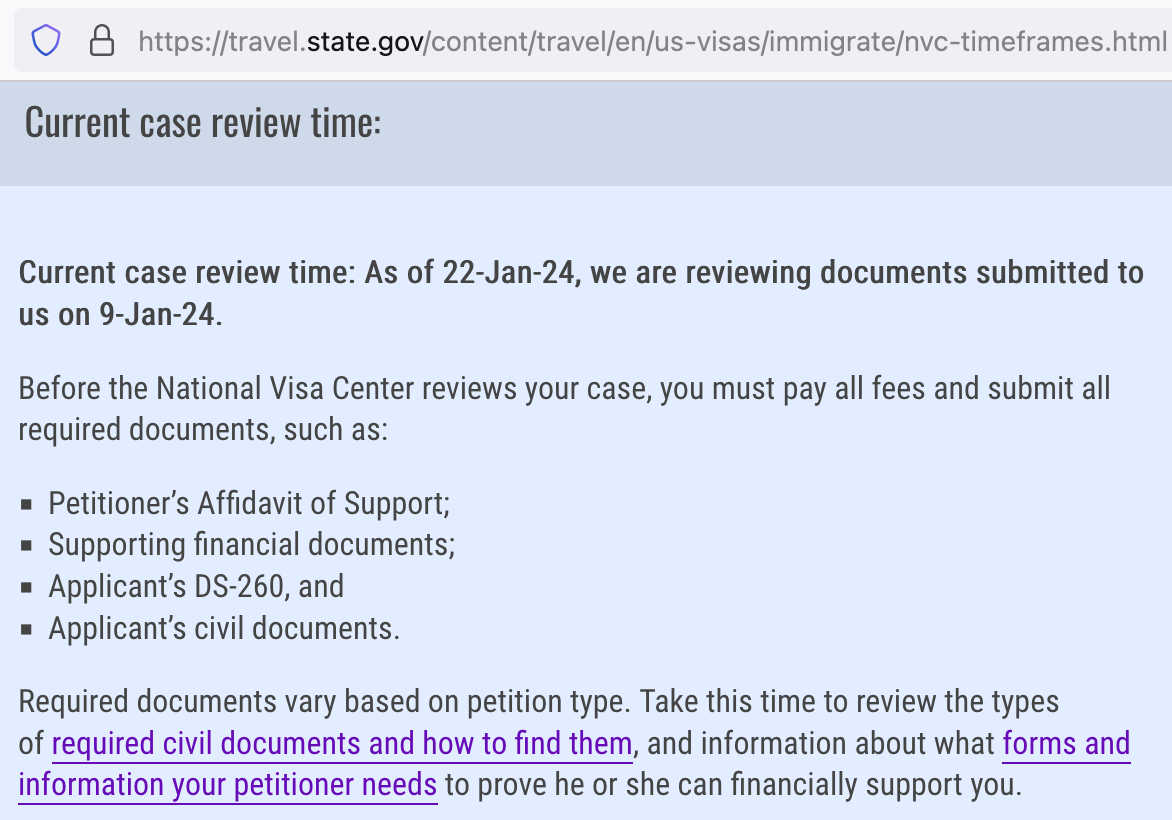 https://travel.state.gov/content/travel/en/us-visas/immigrate/nvc-timeframes.html
Current case review time:
Current case review time: As of 22-Jan-24, we are reviewing documents submitted to
us on 9-Jan-24.
Before the National Visa Center reviews your case, you must pay all fees and submit all
required documents, such as:
▪ Petitioner’s Affidavit of Support;
▪ Supporting financial documents;
▪ Applicant’s DS-260, and
▪ Applicant’s civil documents.
Required documents vary based on petition type. Take this time to review the types
of required civil documents and how to find them, and information about what forms and
information your petitioner needs to prove he or she can financially support you.